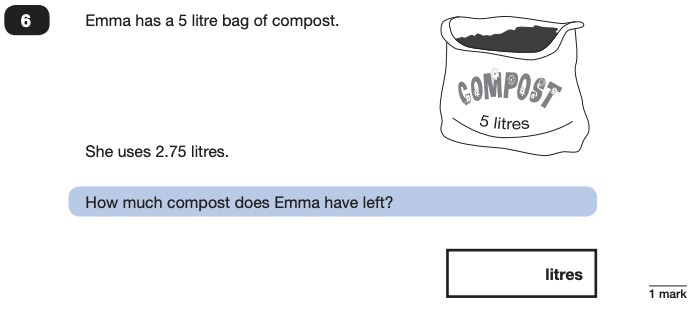 6
Emma has a 5 litre bag of compost.
COMPOST
5 litres
She uses 2.75 litres.
How much compost does Emma have left?
litres
1 mark